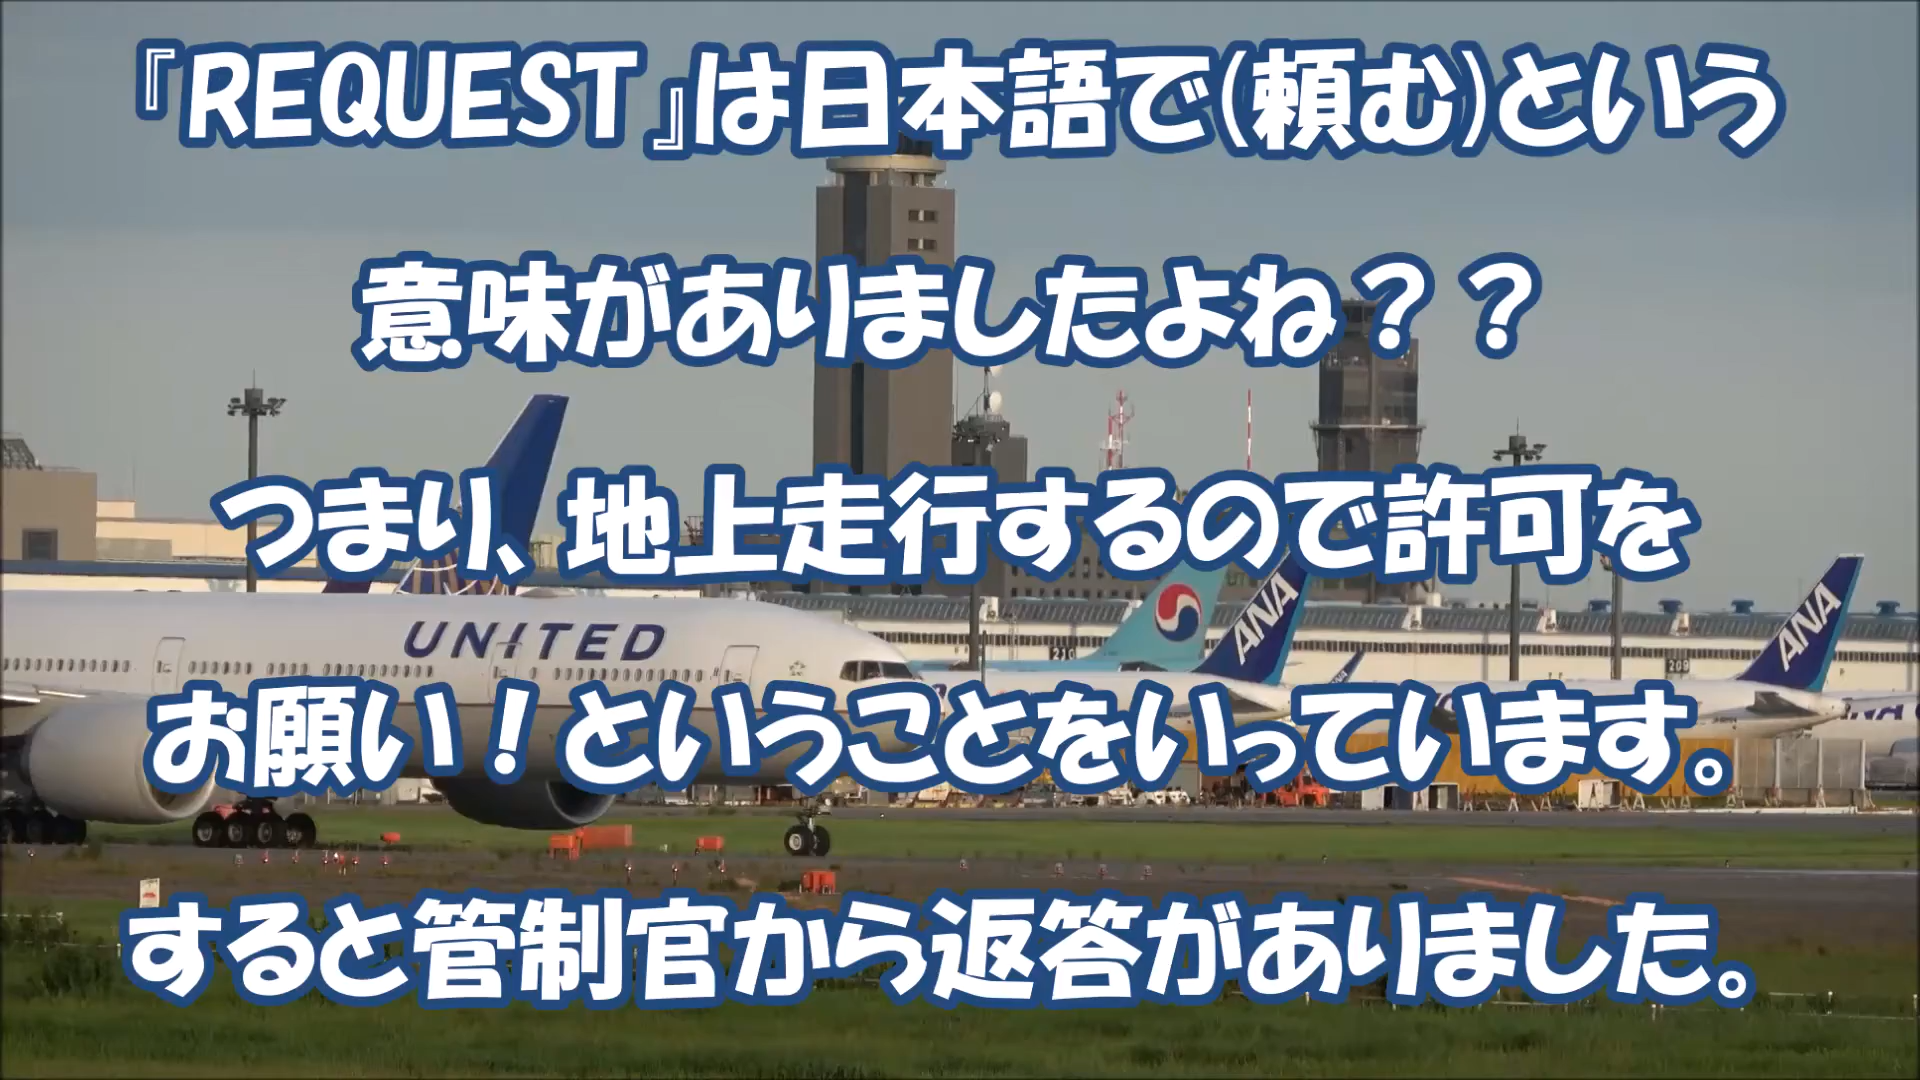 『REQUEST』は日本語で(頼む)という
意味がありましたよね？？
つまり、地上走行するので許可を
お願い！ということをいっています。
すると管制官から返答がありました。
UNITED
ANA
ANA
210
209